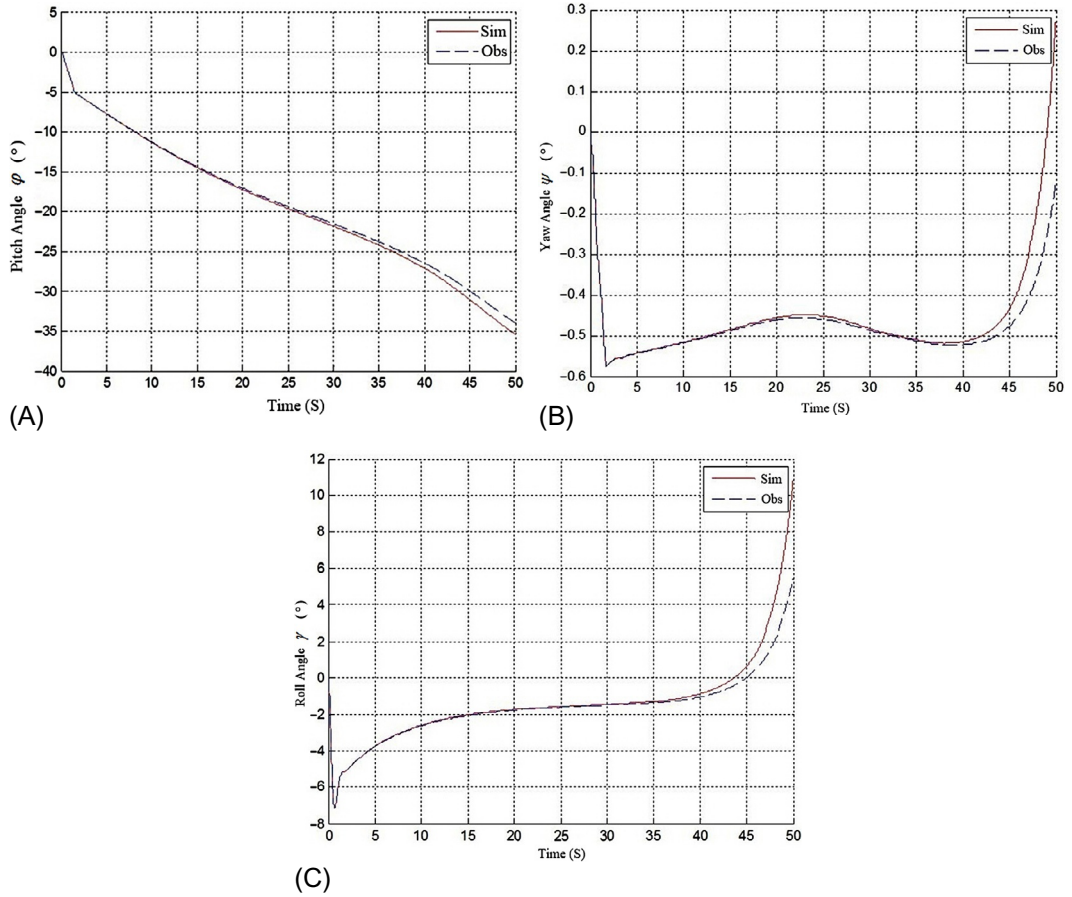 5
0
−5
−10
−15
−20
−25
−30
−35
−40
0 5 10 15 20 25 30 35 40 45 50
Pitch Angle φ (°)
Time (S)
Sim
Obs
(A)
0.3
0.2
0.1
0
−0.1
−0.2
−0.3
−0.4
−0.5
−0.6
0 5 10 15 20 25 30 35 40 45 50
Yaw Angle ψ (°)
Time (S)
Sim
Obs
(B)
12
10
8
6
4
2
0
−2
−4
−6
−8
0 5 10 15 20 25 30 35 40 45 50
Roll Angle γ (°)
Time (S)
Sim
Obs
(C)